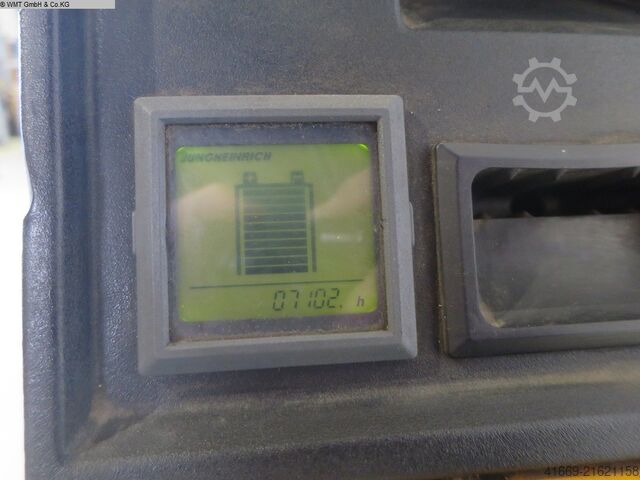 © WMT GmbH & Co.KG
JUNGHEINRICH
07102. h
41669-21621158